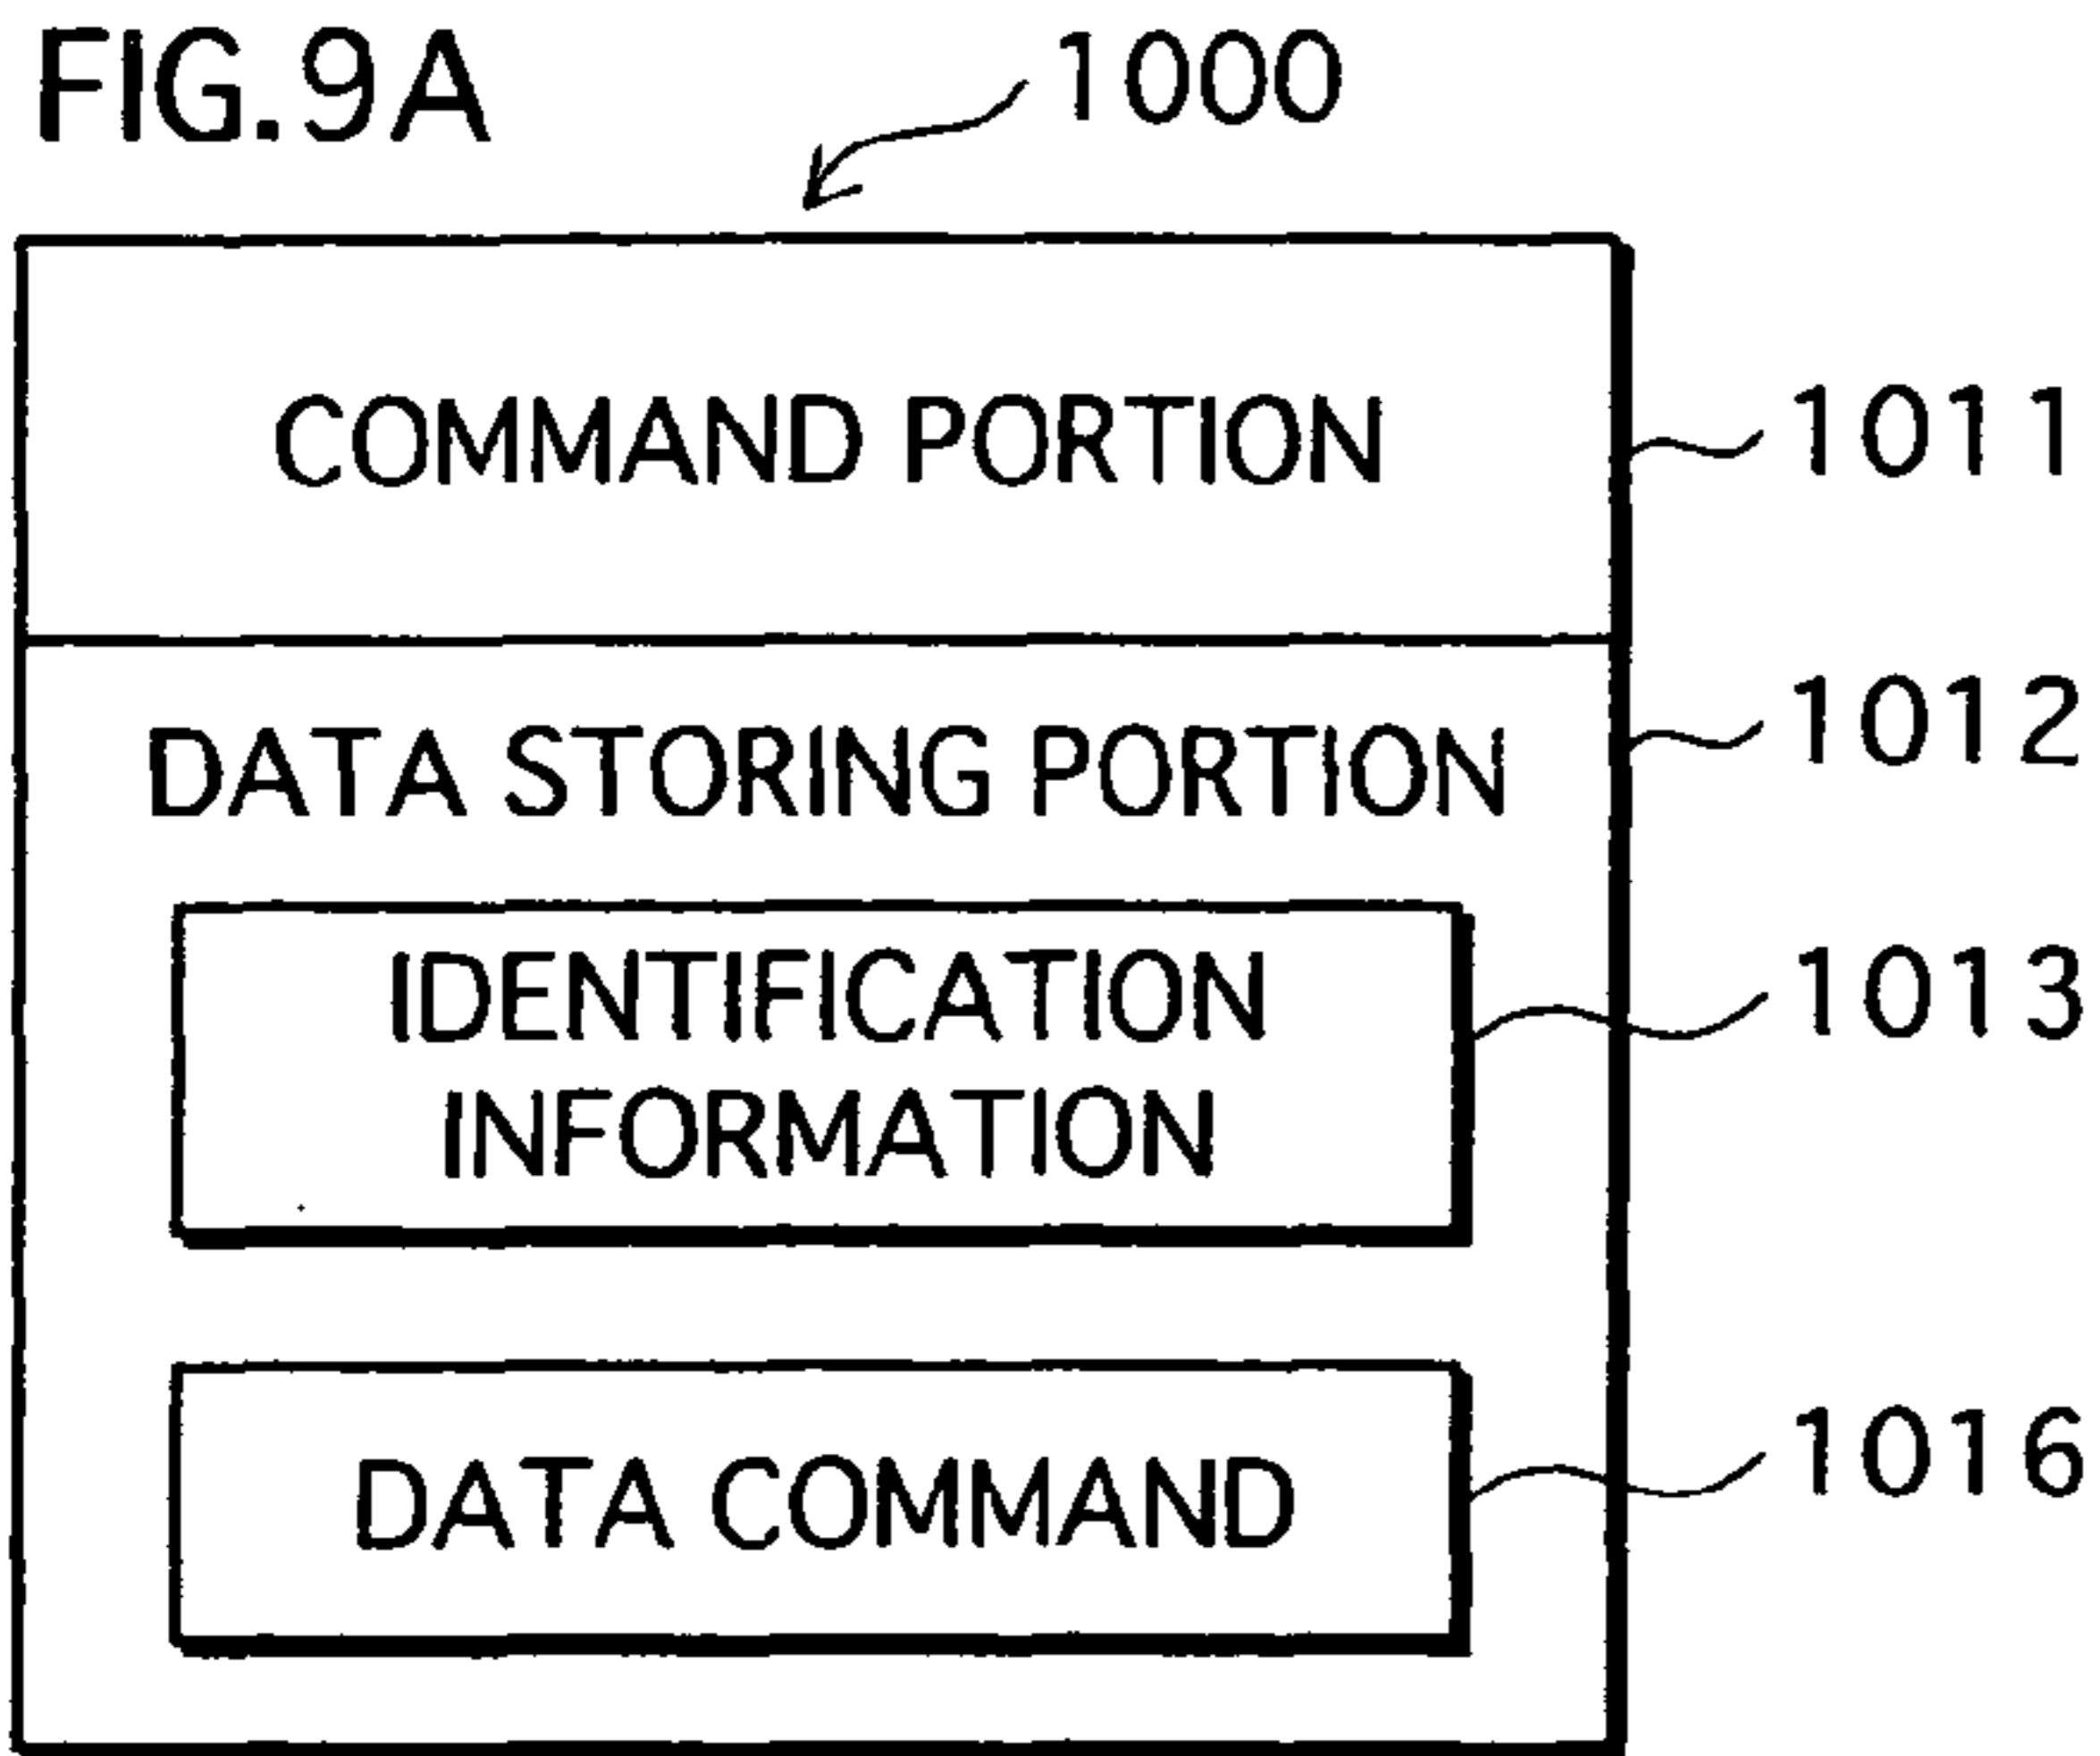 FIG.9A
1000
COMMAND PORTION
1011
DATA STORING PORTION
1012
IDENTIFICATION
INFORMATION
1013
DATA COMMAND
1016